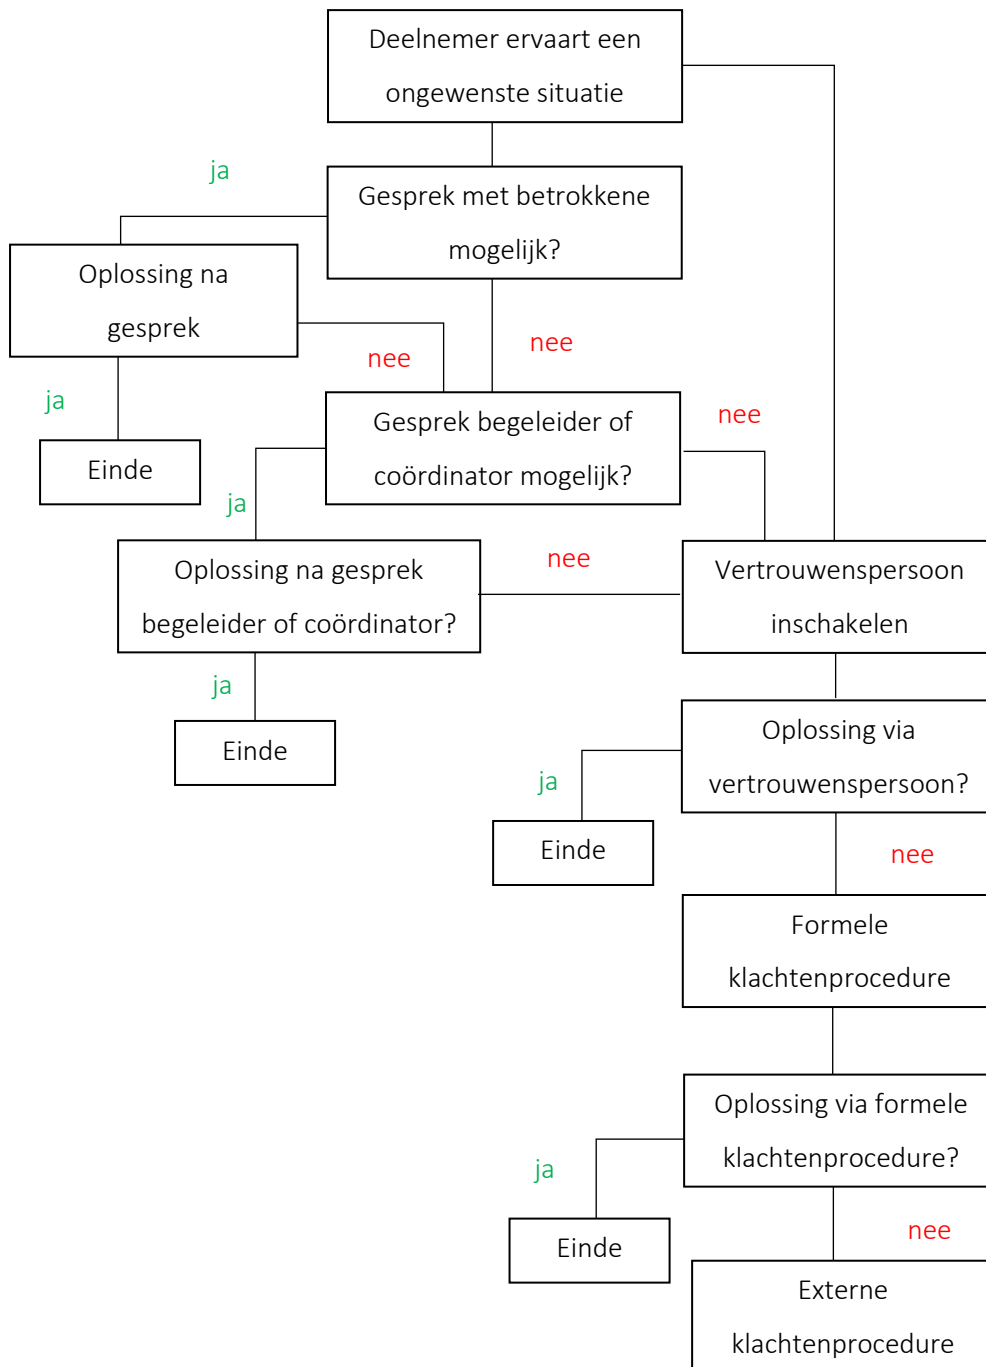 Deelnemer ervaart een
ongewenste situatie
ja
Gesprek met betrokkene
mogelijk?
Oplossing na
gesprek
nee
nee
ja
Gesprek begeleider of
coördinator mogelijk?
nee
Einde
ja
Oplossing na gesprek
begeleider of coördinator?
nee
Vertrouwenspersoon
inschakelen
ja
Einde
Oplossing via
vertrouwenspersoon?
ja
Einde
nee
Formele
klachtenprocedure
Oplossing via formele
klachtenprocedure?
ja
Einde
nee
Externe
klachtenprocedure